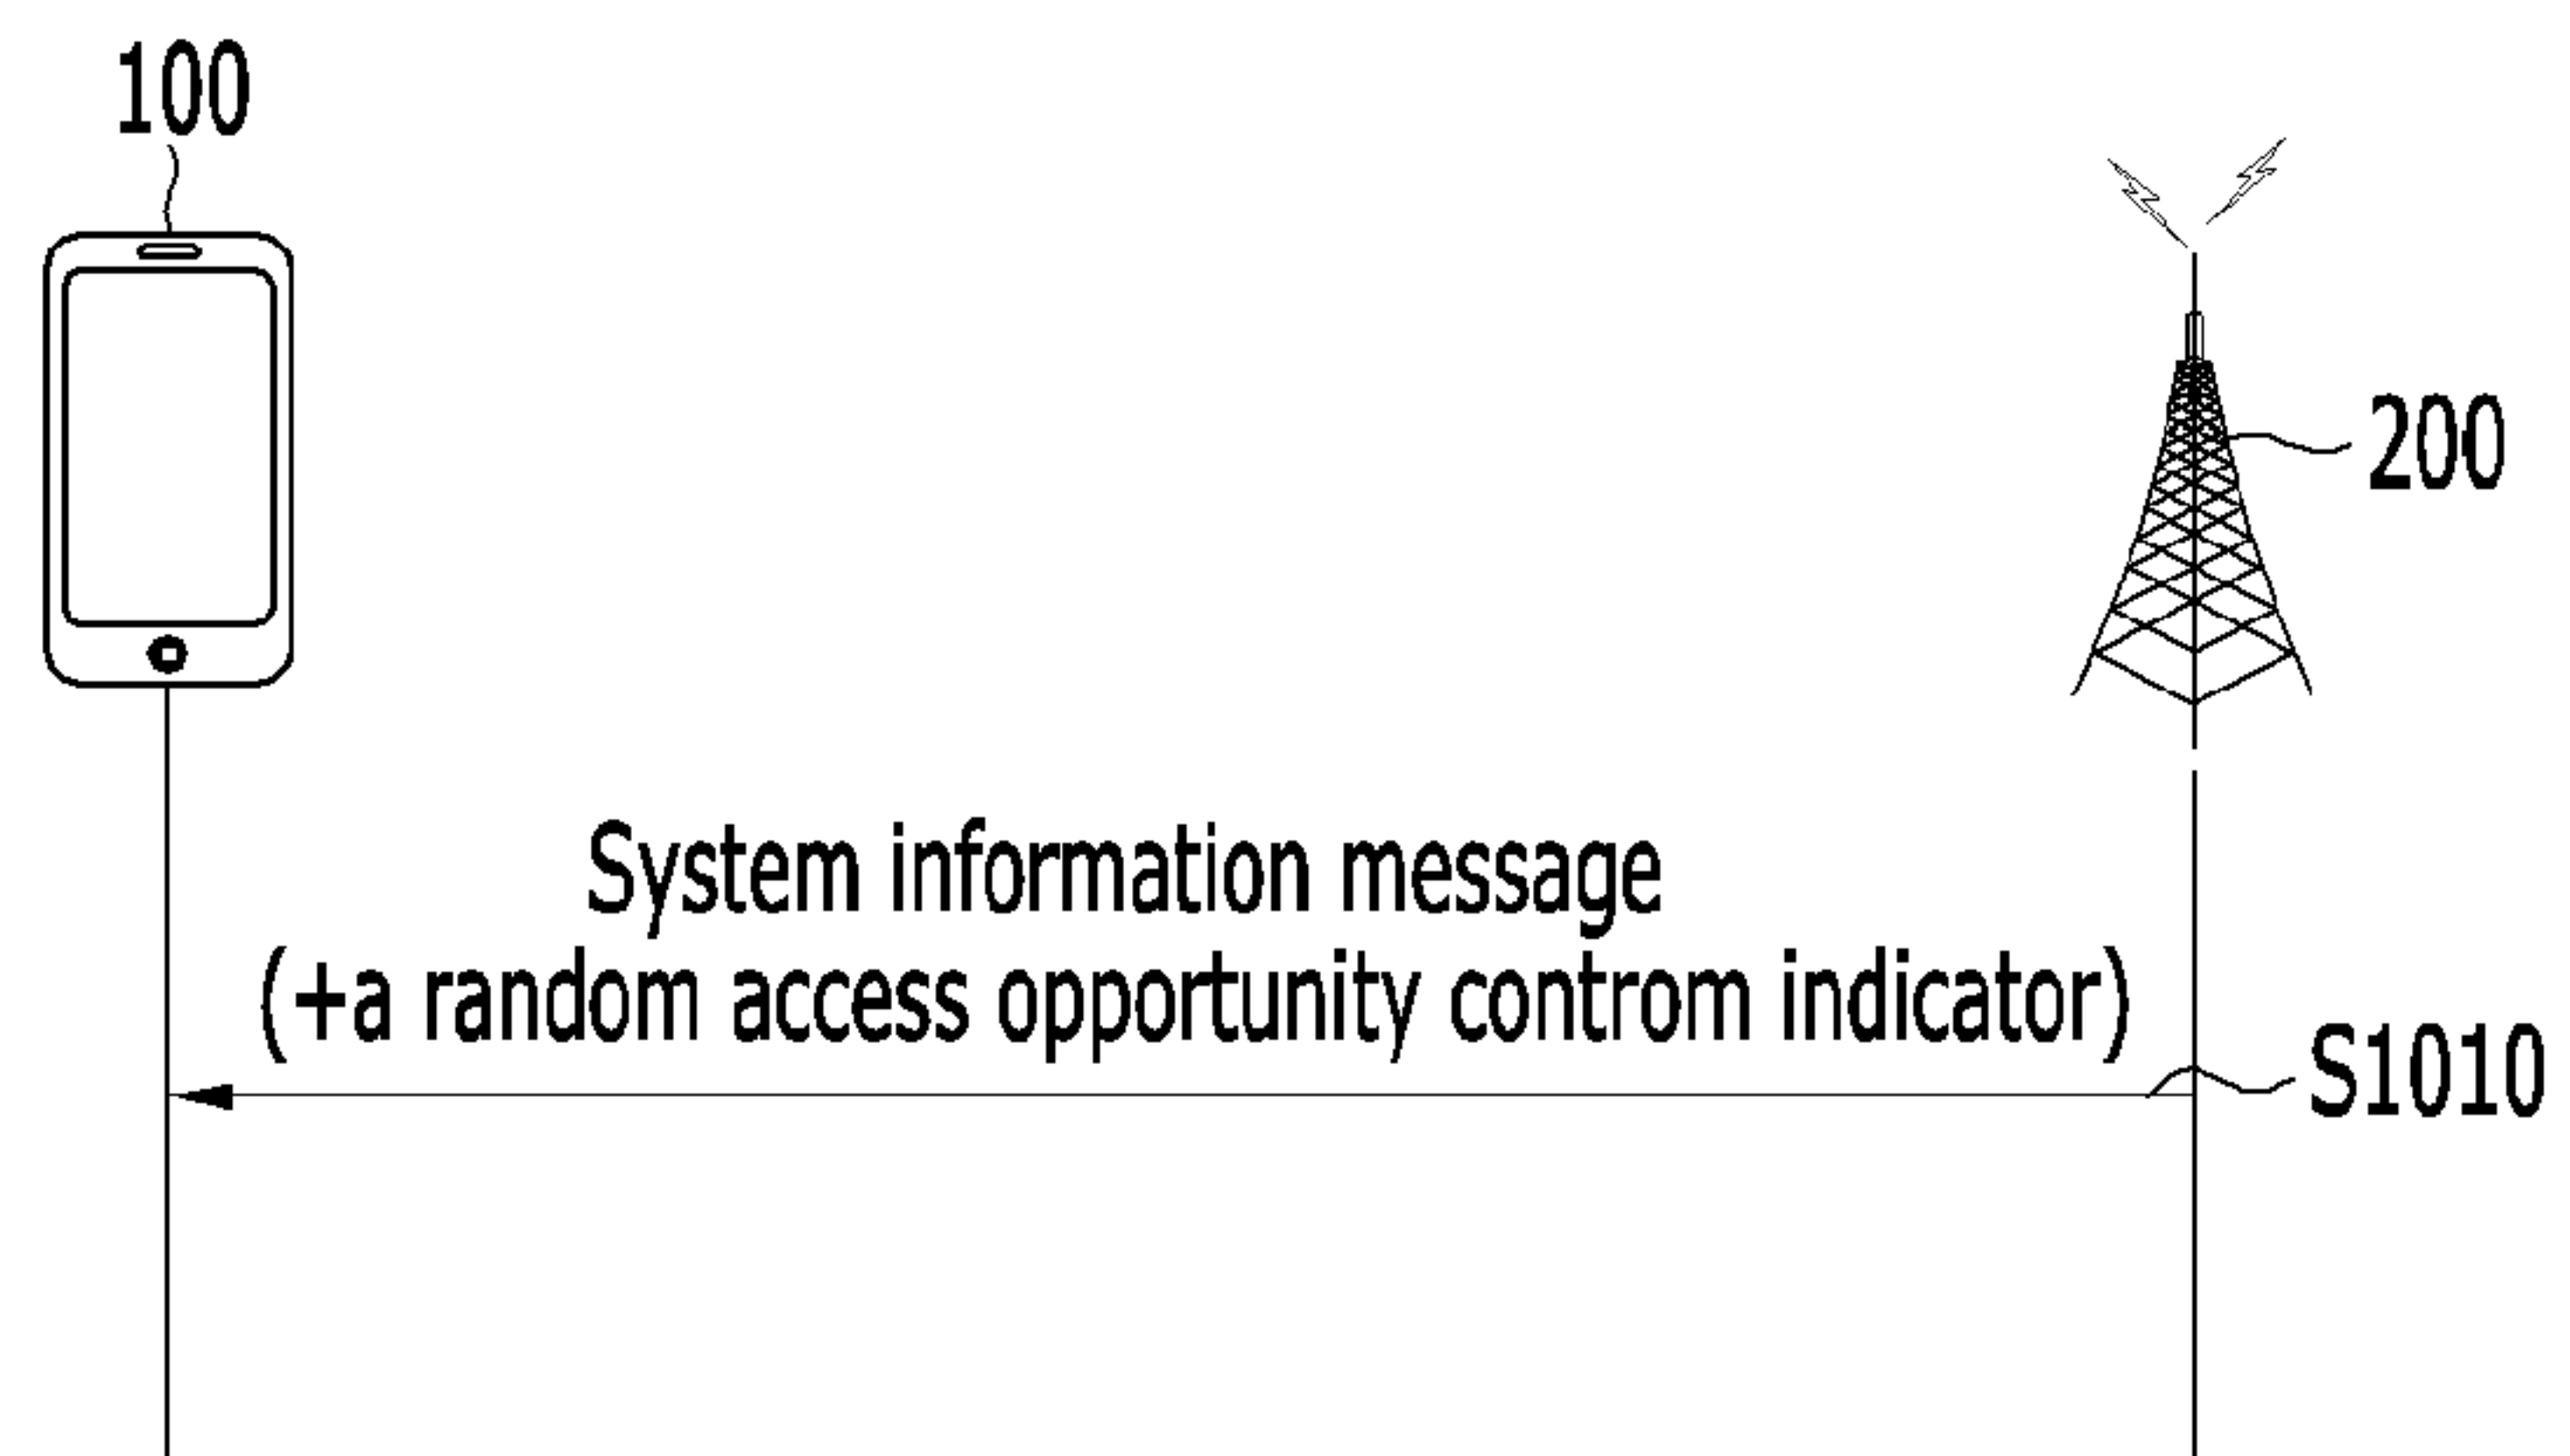 100
200
System information message
(+a random access opportunity controm indicator)
S1010